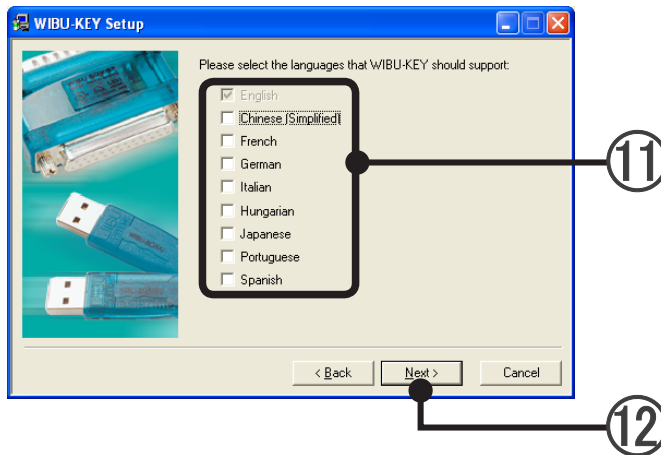 WIBU-KEY Setup
Please select the languages that WIBU-KEY should support:
English
Chinese (Simplified)
French
German
Italian
Hungarian
Japanese
Portuguese
Spanish
⑪
< Back
Next >
Cancel
⑫